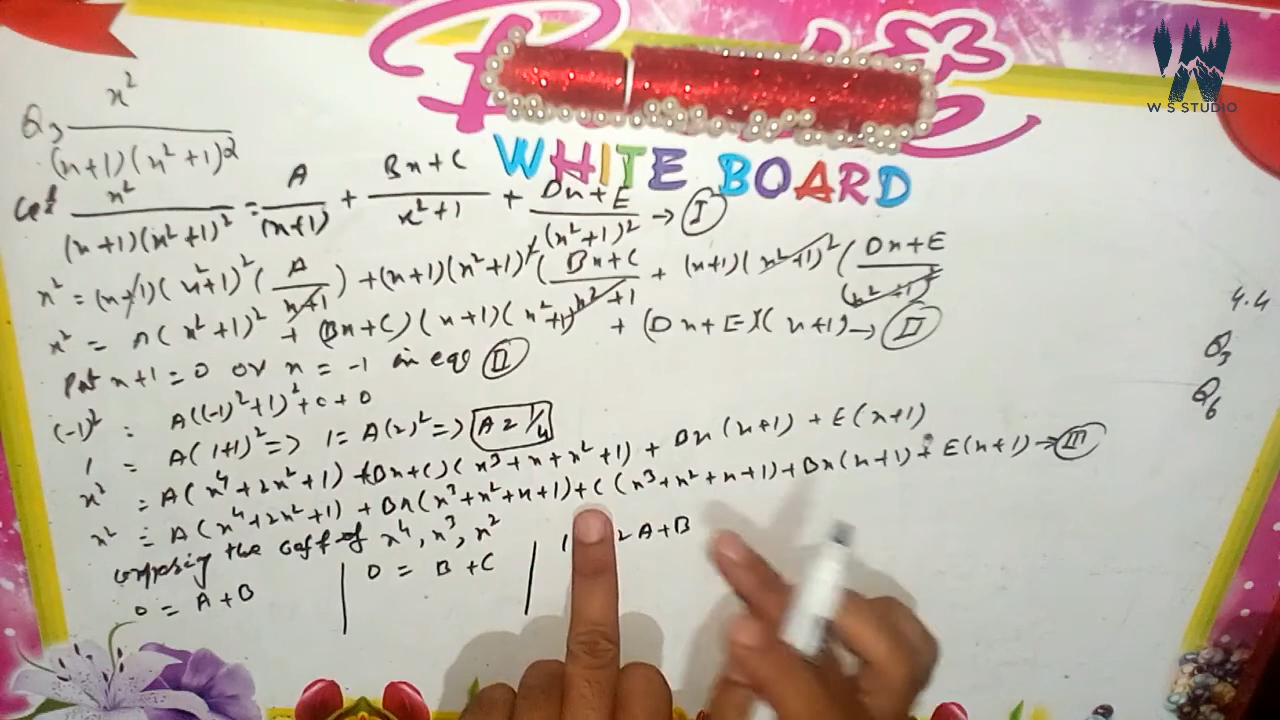 W S STUDIO
WHITE BOARD
Q3 x²/(x+1)(x²+1)2
Let x²/(x+1)(x²+1)² = A/(x+1) + Bx+C/x²+1 + Dx+E/(x²+1)² → I
x² = (x+1)(x²+1)²(A/x+1) + (x+1)(x²+1)²(Bx+C/x²+1 + (x+1)(x²+1)²(Dx+E/(x²+1)²
x² = A(x²+1)² + (Bx+C)(x+1)(x²+1) + (Dx+E)(x+1) → II
Put x+1=0 or x=-1 in eq II
(-1)² = A((-1)²+1)²+0+0
1 = A(1+1)² => 1=A(2)² => A=1/4
x² = A(x⁴+2x²+1)+(Bx+C)(x³+x+x²+1) + Dx(x+1) + E(x+1)
x² = A(x⁴+2x²+1)+Bx(x³+x²+x+1)+C(x³+x²+x+1)+Dx(x+1)+E(x+1) → III
comparing the coeff of x⁴, x³, x²
0 = A+B | 0 = B+C | 2A+B
4.4
Q3
Q6